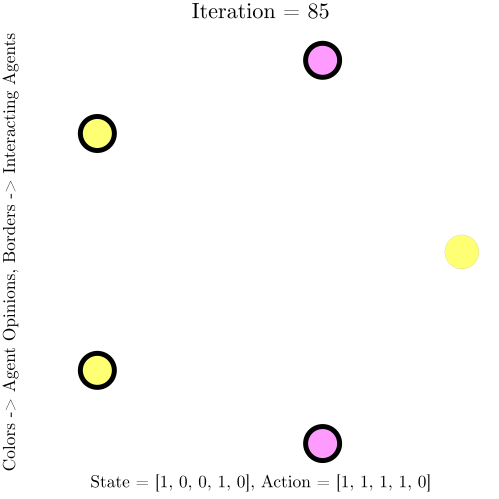 Iteration = 85
Colors -> Agent Opinions, Borders -> Interacting Agents
State = [1, 0, 0, 1, 0], Action = [1, 1, 1, 1, 0]